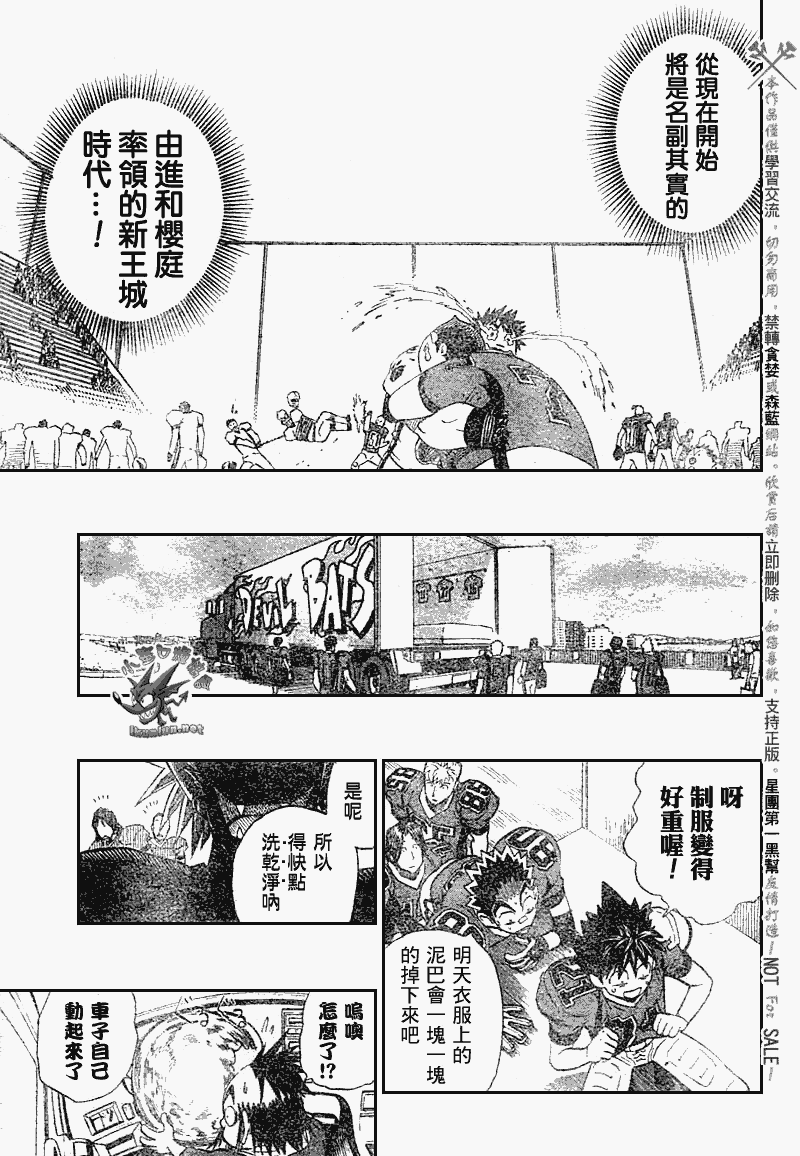 從現在開始
將是名副其實的
由進和櫻庭
率領的新王城
時代…！
DEVIL BATS
呀
制服變得
好重喔！
明天衣服上的
泥巴會一塊一塊
的掉下來吧
是呢
所以
得快點
洗乾淨吶
嗚噢
怎麼了!?
車子自己
動起來了
本作品僅供學習交流，切勿商用，禁轉貪婪或森藍網站。欣賞后請立即刪除，如您喜歡，支持正版。星團第一黑幫友情打造—NOT For SALE—